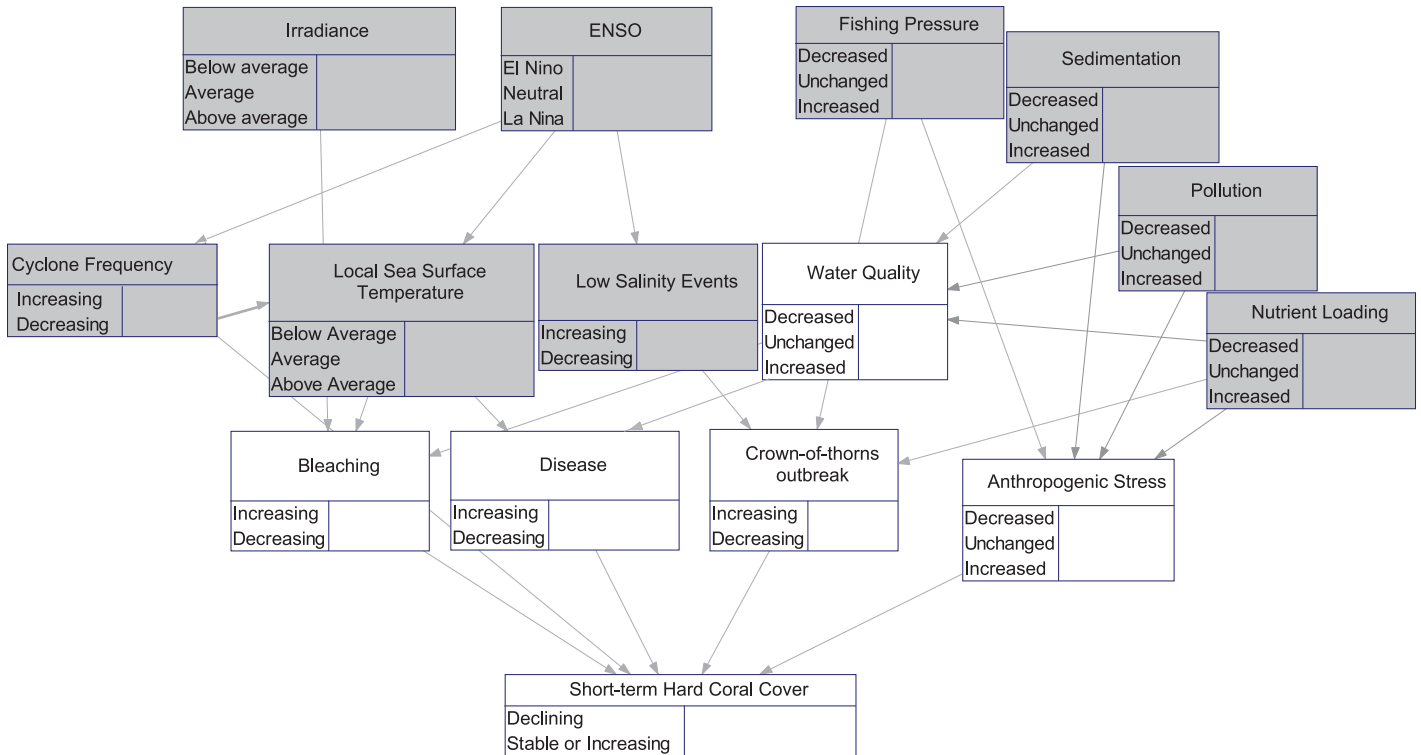 Irradiance
Below average
Average
Above average
ENSO
El Nino
Neutral
La Nina
Fishing Pressure
Decreased
Unchanged
Increased
Sedimentation
Decreased
Unchanged
Increased
Pollution
Decreased
Unchanged
Increased
Cyclone Frequency
Increasing
Decreasing
Local Sea Surface
Temperature
Below Average
Average
Above Average
Low Salinity Events
Increasing
Decreasing
Water Quality
Decreased
Unchanged
Increased
Nutrient Loading
Decreased
Unchanged
Increased
Bleaching
Increasing
Decreasing
Disease
Increasing
Decreasing
Crown-of-thorns
outbreak
Increasing
Decreasing
Anthropogenic Stress
Decreased
Unchanged
Increased
Short-term Hard Coral Cover
Declining
Stable or Increasing